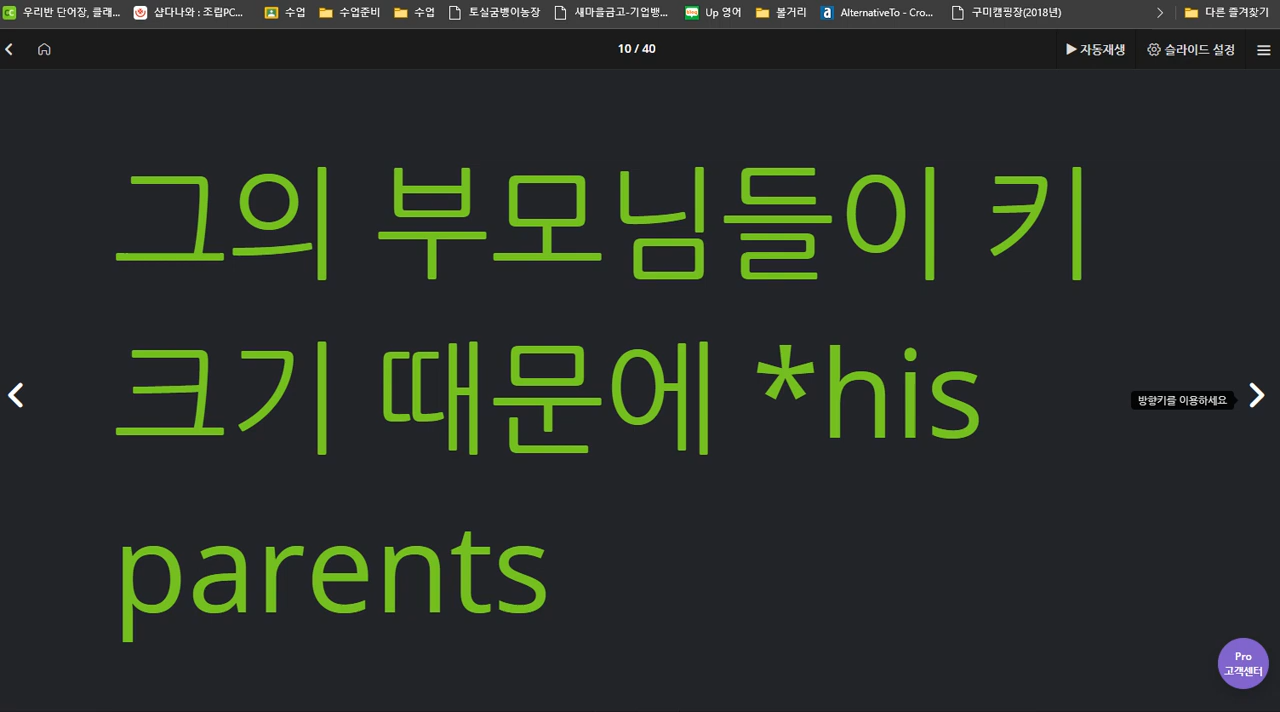 우리반 단어장, 클래... 샵다나와 : 조립PC... 수업 수업준비 수업 토실굼벵이농장 새마을금고-기업뱅... Up 영어 볼거리 AlternativeTo - Cro... 구미캠핑장(2018년) 다른 즐겨찾기
10 / 40 자동재생 슬라이드 설정
그의 부모님들이 키
크기 때문에 *his
parents
방향키를 이용하세요
Pro
고객센터